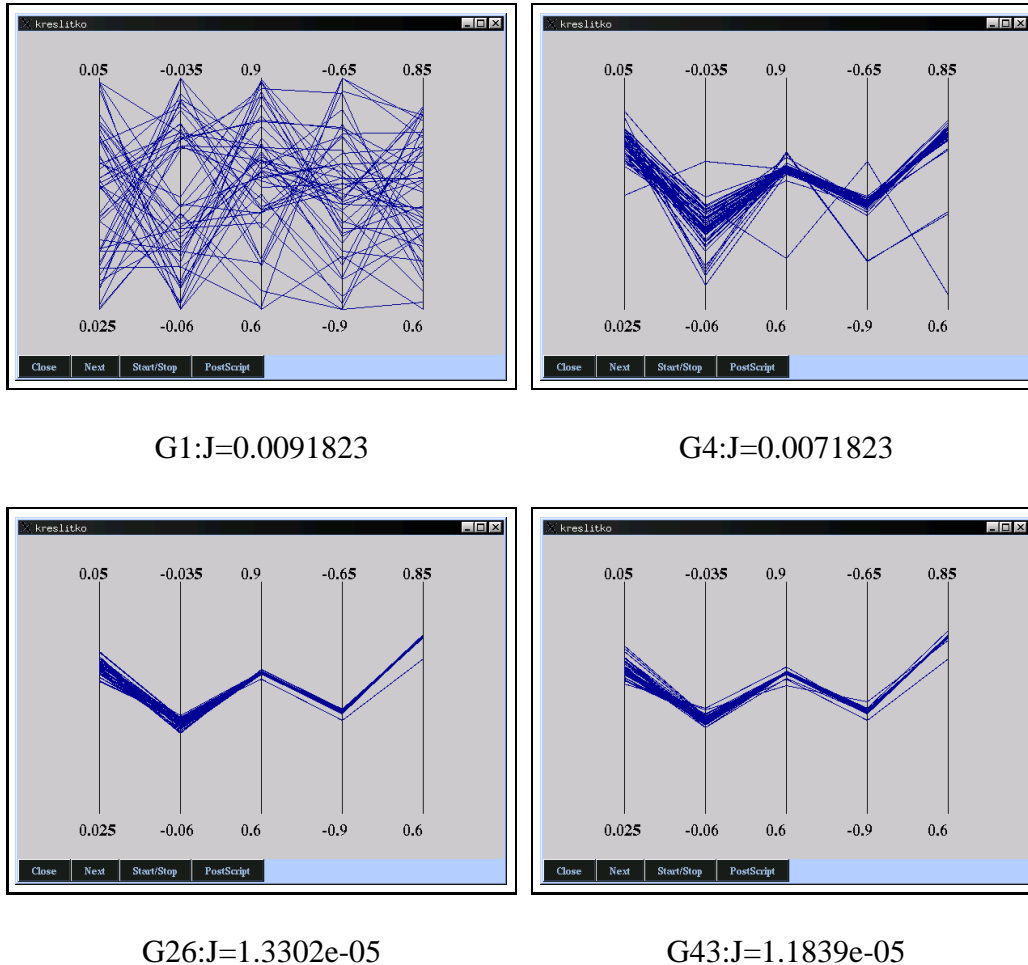 kreslitko
0.05 -0.035 0.9 -0.65 0.85
0.025 -0.06 0.6 -0.9 0.6
Close Next Start/Stop PostScript
G1:J=0.0091823
kreslitko
0.05 -0.035 0.9 -0.65 0.85
0.025 -0.06 0.6 -0.9 0.6
Close Next Start/Stop PostScript
G4:J=0.0071823
kreslitko
0.05 -0.035 0.9 -0.65 0.85
0.025 -0.06 0.6 -0.9 0.6
Close Next Start/Stop PostScript
G26:J=1.3302e-05
kreslitko
0.05 -0.035 0.9 -0.65 0.85
0.025 -0.06 0.6 -0.9 0.6
Close Next Start/Stop PostScript
G43:J=1.1839e-05